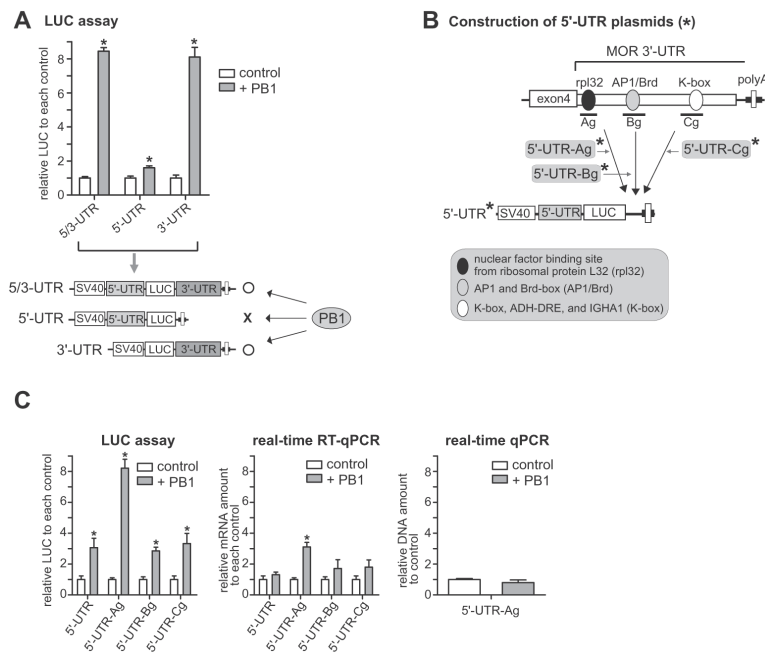 A LUC assay
relative LUC to each control
8
6
4
2
0
* * *
control
+ PB1
5/3-UTR 5'-UTR 3'-UTR
5/3-UTR SV40 5'-UTR LUC 3'-UTR
5'-UTR SV40 5'-UTR LUC X
3'-UTR SV40 LUC 3'-UTR
PB1
B Construction of 5'-UTR plasmids (*)
MOR 3'-UTR
rpl32 AP1/Brd K-box polyA
exon4
Ag Bg Cg
5'-UTR-Ag*
5'-UTR-Cg*
5'-UTR-Bg*
5'-UTR* SV40 5'-UTR LUC
nuclear factor binding site
from ribosomal protein L32 (rpl32)
AP1 and Brd-box (AP1/Brd)
K-box, ADH-DRE, and IGHA1 (K-box)
C
LUC assay
relative LUC to each control
8
6
4
2
0
* * * *
control
+ PB1
5'-UTR 5'-UTR-Ag 5'-UTR-Bg 5'-UTR-Cg
real-time RT-qPCR
relative mRNA amount
to each control
8
6
4
2
0
*
control
+ PB1
5'-UTR 5'-UTR-Ag 5'-UTR-Bg 5'-UTR-Cg
real-time qPCR
relative DNA amount
to control
8
6
4
2
0
control
+ PB1
5'-UTR-Ag